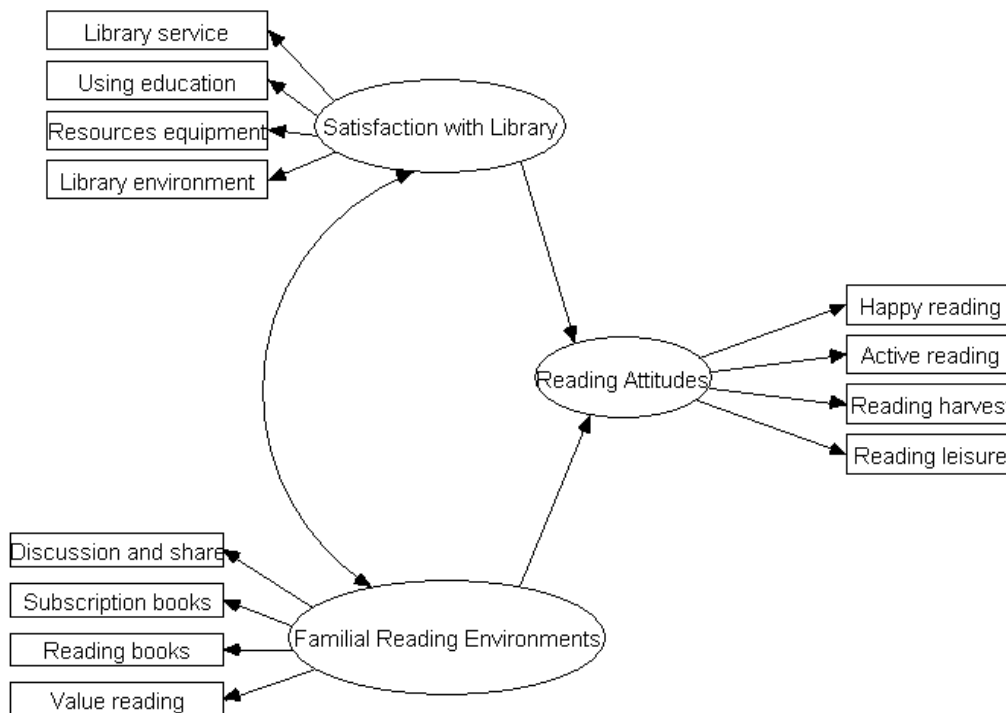 Library service
Using education
Resources equipment
Library environment
Satisfaction with Library
Reading Attitudes
Happy reading
Active reading
Reading harvest
Reading leisure
Discussion and share
Subscription books
Reading books
Value reading
Familial Reading Environments